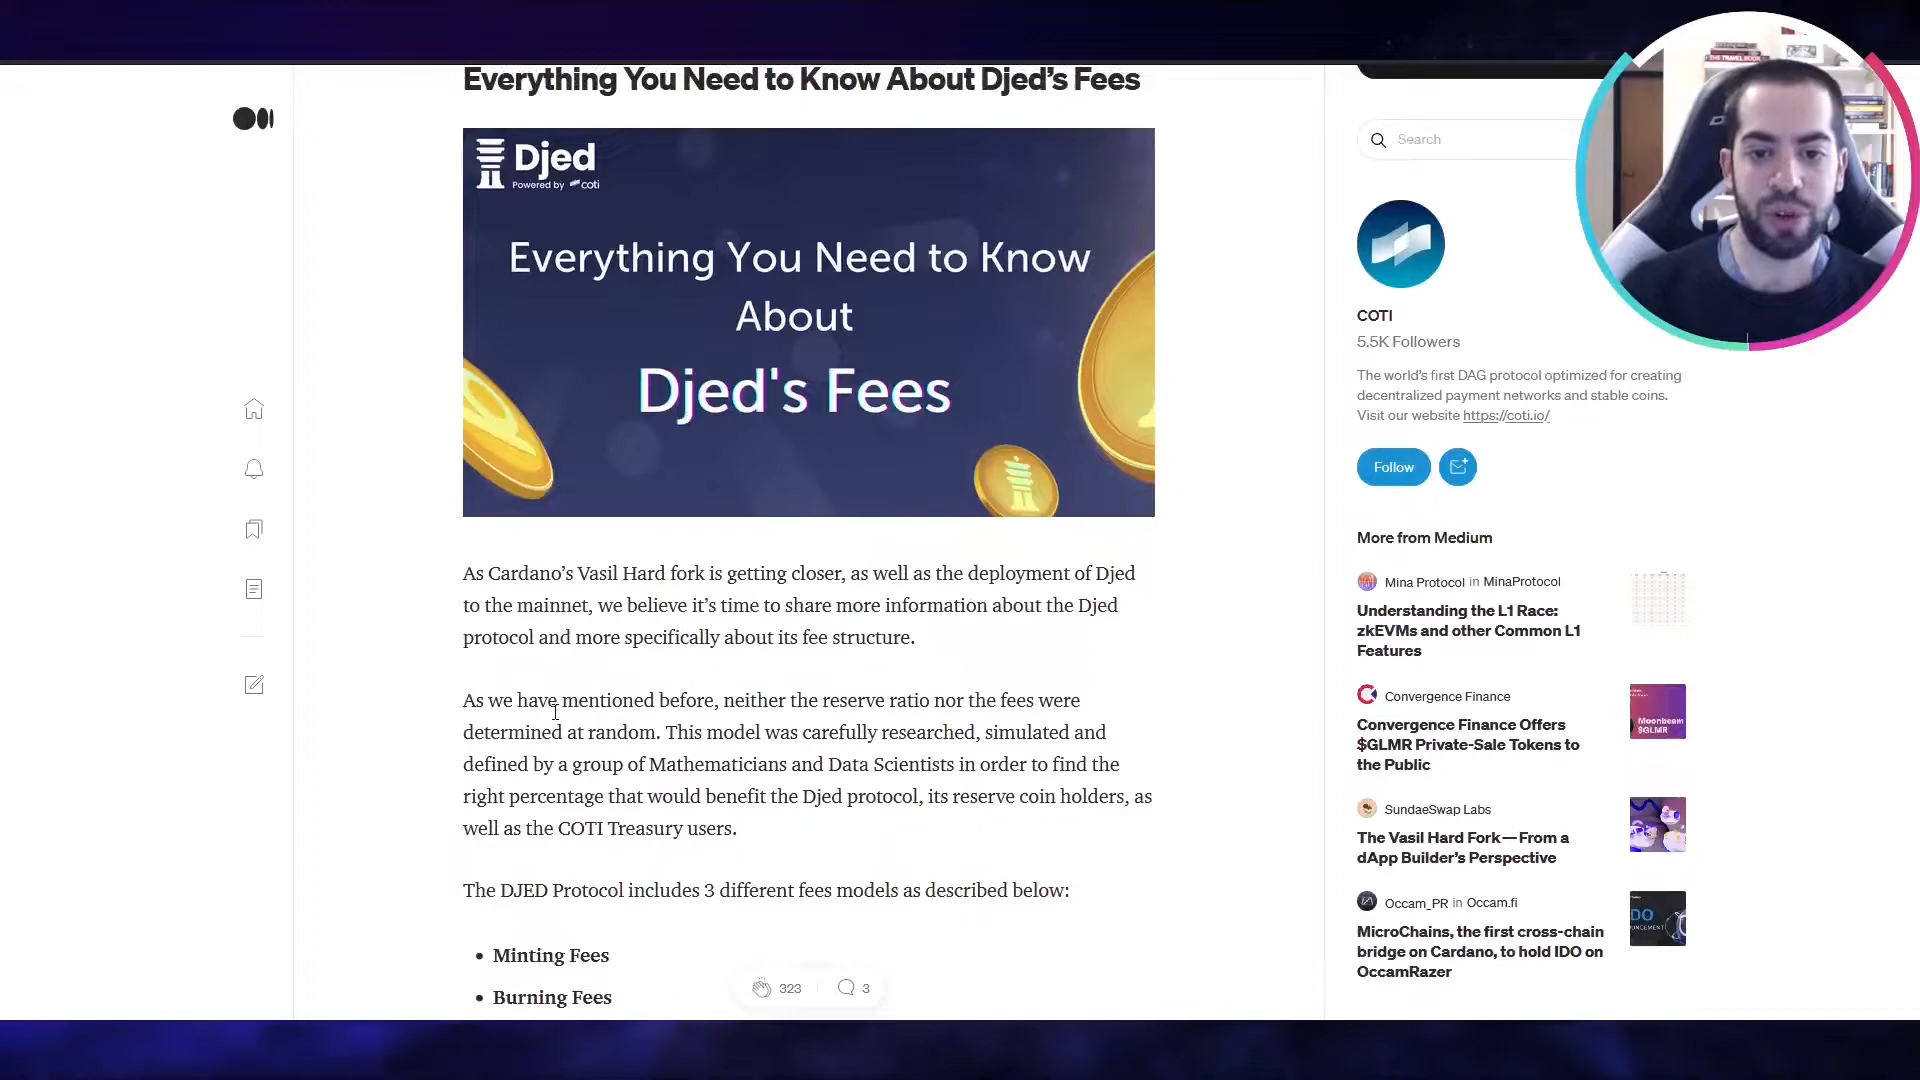 Everything You Need to Know About Djed’s Fees
Djed
Powered by coti
Everything You Need to Know
About
Djed's Fees
As Cardano’s Vasil Hard fork is getting closer, as well as the deployment of Djed
to the mainnet, we believe it’s time to share more information about the Djed
protocol and more specifically about its fee structure.
As we have mentioned before, neither the reserve ratio nor the fees were
determined at random. This model was carefully researched, simulated and
defined by a group of Mathematicians and Data Scientists in order to find the
right percentage that would benefit the Djed protocol, its reserve coin holders, as
well as the COTI Treasury users.
The DJED Protocol includes 3 different fees models as described below:
• Minting Fees
• Burning Fees
323
3
Search
COTI
5.5K Followers
The world’s first DAG protocol optimized for creating
decentralized payment networks and stable coins.
Visit our website https://coti.io/
Follow
More from Medium
Mina Protocol in MinaProtocol
Understanding the L1 Race:
zkEVMs and other Common L1
Features
Convergence Finance
Convergence Finance Offers
$GLMR Private-Sale Tokens to
the Public
Moonbeam
$GLMR
SundaeSwap Labs
The Vasil Hard Fork — From a
dApp Builder’s Perspective
Occam_PR in Occam.fi
MicroChains, the first cross-chain
bridge on Cardano, to hold IDO on
OccamRazer
THE TRAVEL BOOK